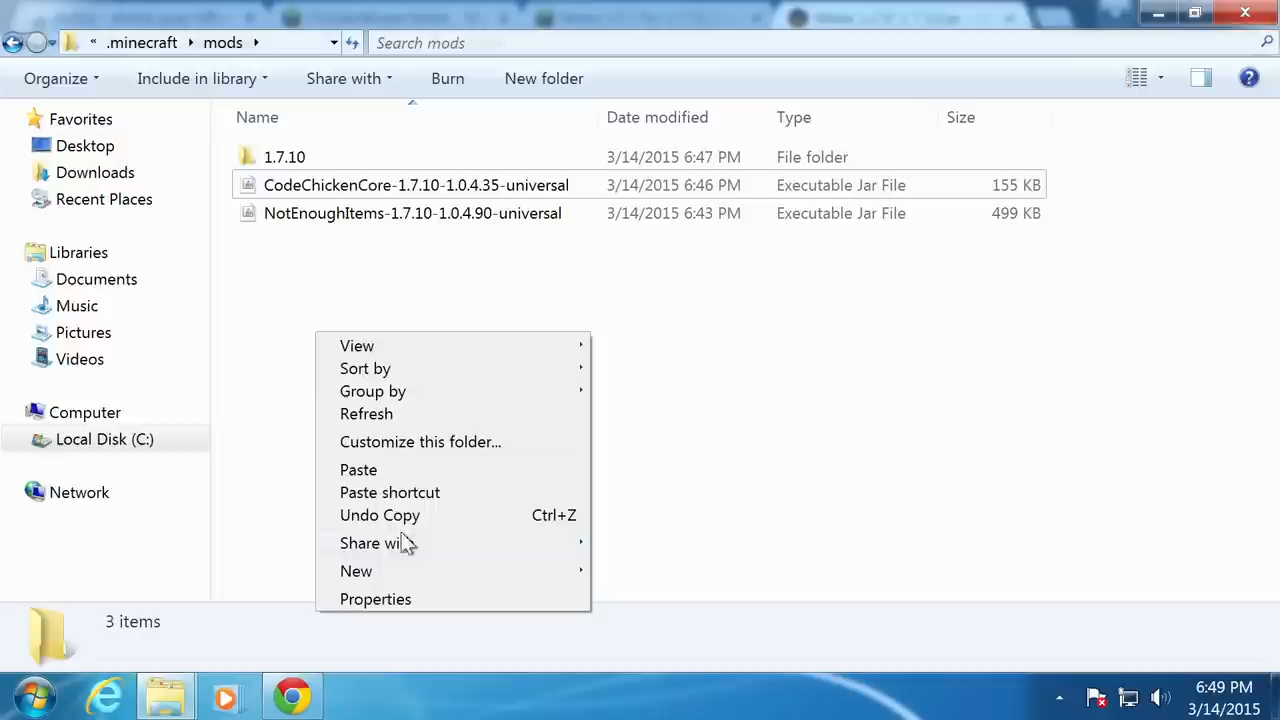 « .minecraft mods Search mods
Organize Include in library Share with Burn New folder
Name Date modified Type Size
Favorites
Desktop
Downloads
Recent Places
Libraries
Documents
Music
Pictures
Videos
Computer
Local Disk (C:)
Network
1.7.10 3/14/2015 6:47 PM File folder
CodeChickenCore-1.7.10-1.0.4.35-universal 3/14/2015 6:46 PM Executable Jar File 155 KB
NotEnoughItems-1.7.10-1.0.4.90-universal 3/14/2015 6:43 PM Executable Jar File 499 KB
View
Sort by
Group by
Refresh
Customize this folder...
Paste
Paste shortcut
Undo Copy Ctrl+Z
Share wi
New
Properties
3 items
6:49 PM
3/14/2015